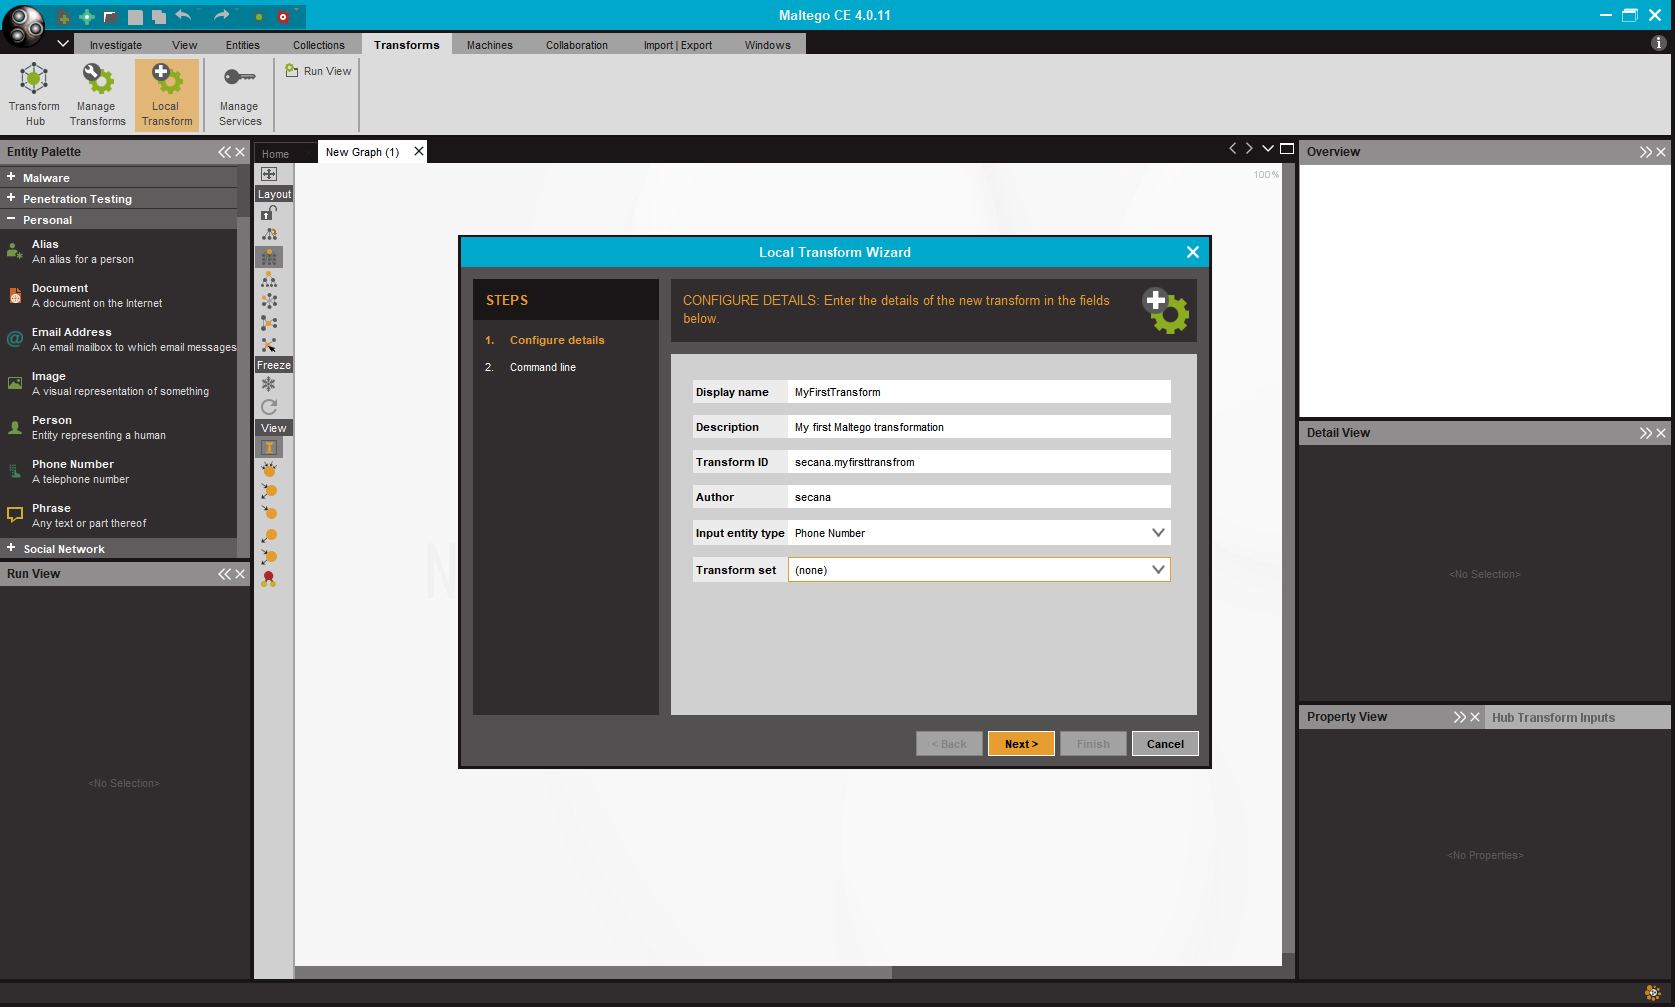 Maltego CE 4.0.11
Investigate View Entities Collections Transforms Machines Collaboration Import | Export Windows
Transform Hub
Manage Transforms
Local Transform
Manage Services
Run View
Entity Palette
Malware
Penetration Testing
Personal
Alias
An alias for a person
Document
A document on the Internet
Email Address
An email mailbox to which email messages
Image
A visual representation of something
Person
Entity representing a human
Phone Number
A telephone number
Phrase
Any text or part thereof
Social Network
Run View
<No Selection>
Home
New Graph (1)
100%
Layout
Freeze
View
Local Transform Wizard
STEPS
1. Configure details
2. Command line
CONFIGURE DETAILS: Enter the details of the new transform in the fields
below.
Display name MyFirstTransform
Description My first Maltego transformation
Transform ID secana.myfirsttransfrom
Author secana
Input entity type Phone Number
Transform set (none)
< Back Next > Finish Cancel
Overview
Detail View
<No Selection>
Property View
Hub Transform Inputs
<No Properties>